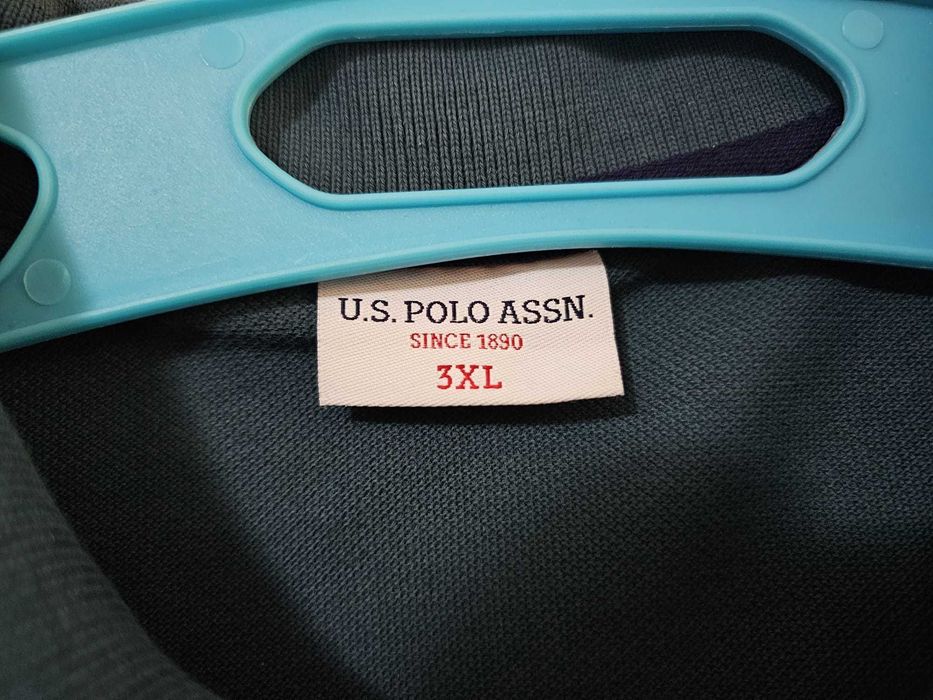 U.S. POLO ASSN.
SINCE 1890
3XL